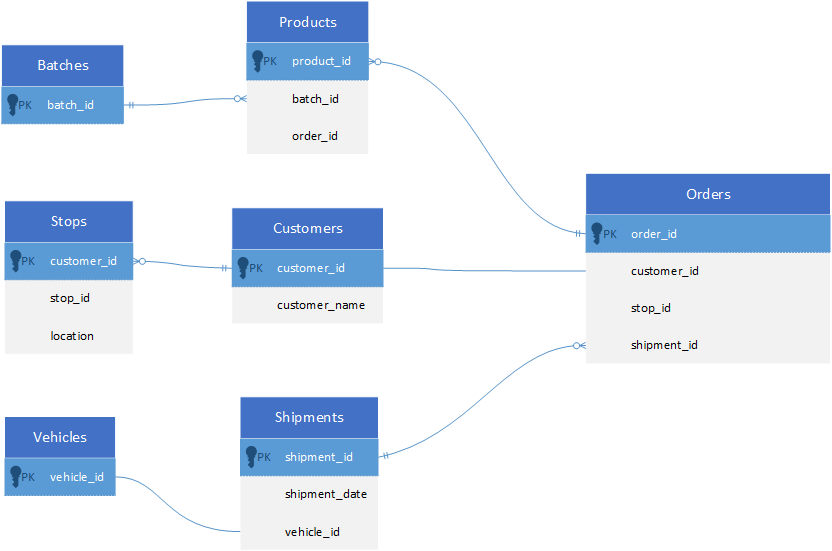 Products
PK product_id
batch_id
order_id
Batches
PK batch_id
Orders
PK order_id
customer_id
stop_id
shipment_id
Stops
PK customer_id
stop_id
location
Customers
PK customer_id
customer_name
Vehicles
PK vehicle_id
Shipments
PK shipment_id
shipment_date
vehicle_id